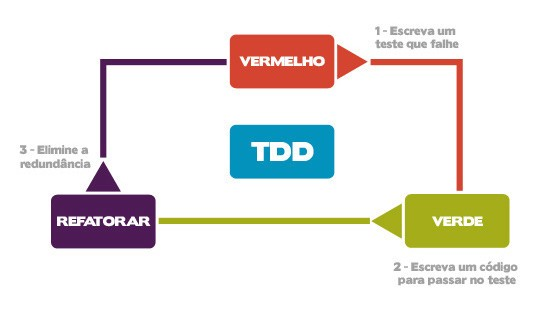 1 - Escreva um
teste que falhe
VERMELHO
TDD
3 - Elimine a
redundância
REFATORAR
VERDE
2 - Escreva um código
para passar no teste